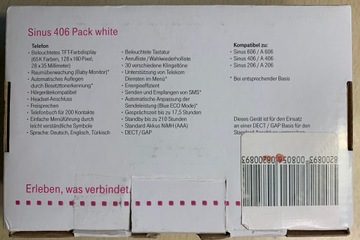 Sinus 406 Pack white
Telefon
• Beleuchtetes TFT-Farbdisplay
(65K Farben, 128 x 160 Pixel,
28 x 35 Millimeter)
• Raumüberwachung (Baby Monitor)*
• Automatisches Auflegen
durch Besetzttonerkennung*
• Hörgerätekompatibel
• Headset-Anschluss
• Freisprechen
• Telefonbuch für 200 Kontakte
• Einfache Menüführung durch
leicht verständliche Symbole
• Sprache: Deutsch, Englisch, Türkisch
• Beleuchtete Tastatur
• Anrufliste / Wahlwiederholliste
• 30 verschiedene Klingeltöne
• Unterstützung von Telekom
Diensten im Menü*
• Energieeffizient
• Senden und Empfangen von SMS*
• Automatische Anpassung der
Sendeleistung (Blue ECO Mode)*
• Gesprächszeit bis zu 17,5 Stunden
• Standby bis zu 210 Stunden
• Standard Akkus NiMH (AAA)
• DECT / GAP
Kompatibel zu:
• Sinus 606 / A 606
• Sinus 406 / A 406
• Sinus 206 / A 206
* Bei entsprechender Basis
Dieses Gerät ist für den Einsatz
an einer DECT / GAP Basis für den
Erleben, was verbindet.